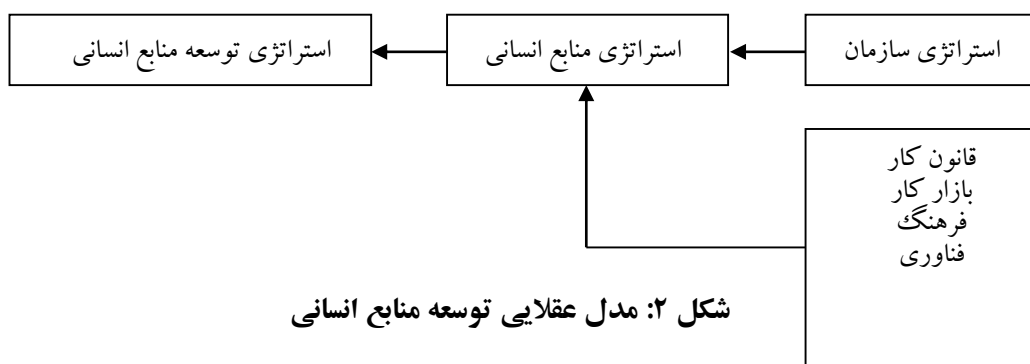 استراتژی سازمان
استراتژی منابع انسانی
استراتژی توسعه منابع انسانی
قانون کار
بازار کار
فرهنگ
فناوری
شکل ۲: مدل عقلایی توسعه منابع انسانی